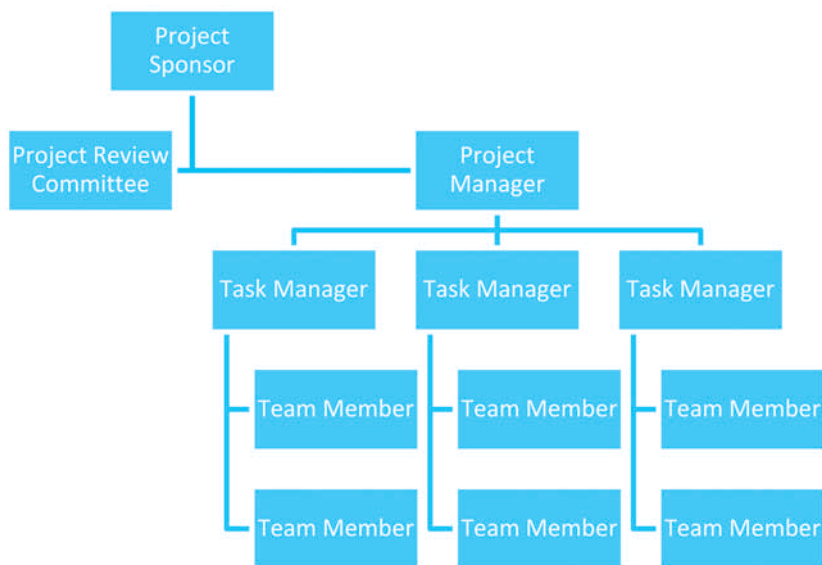 Project
Sponsor
Project Review
Committee
Project
Manager
Task Manager
Task Manager
Task Manager
Team Member
Team Member
Team Member
Team Member
Team Member
Team Member